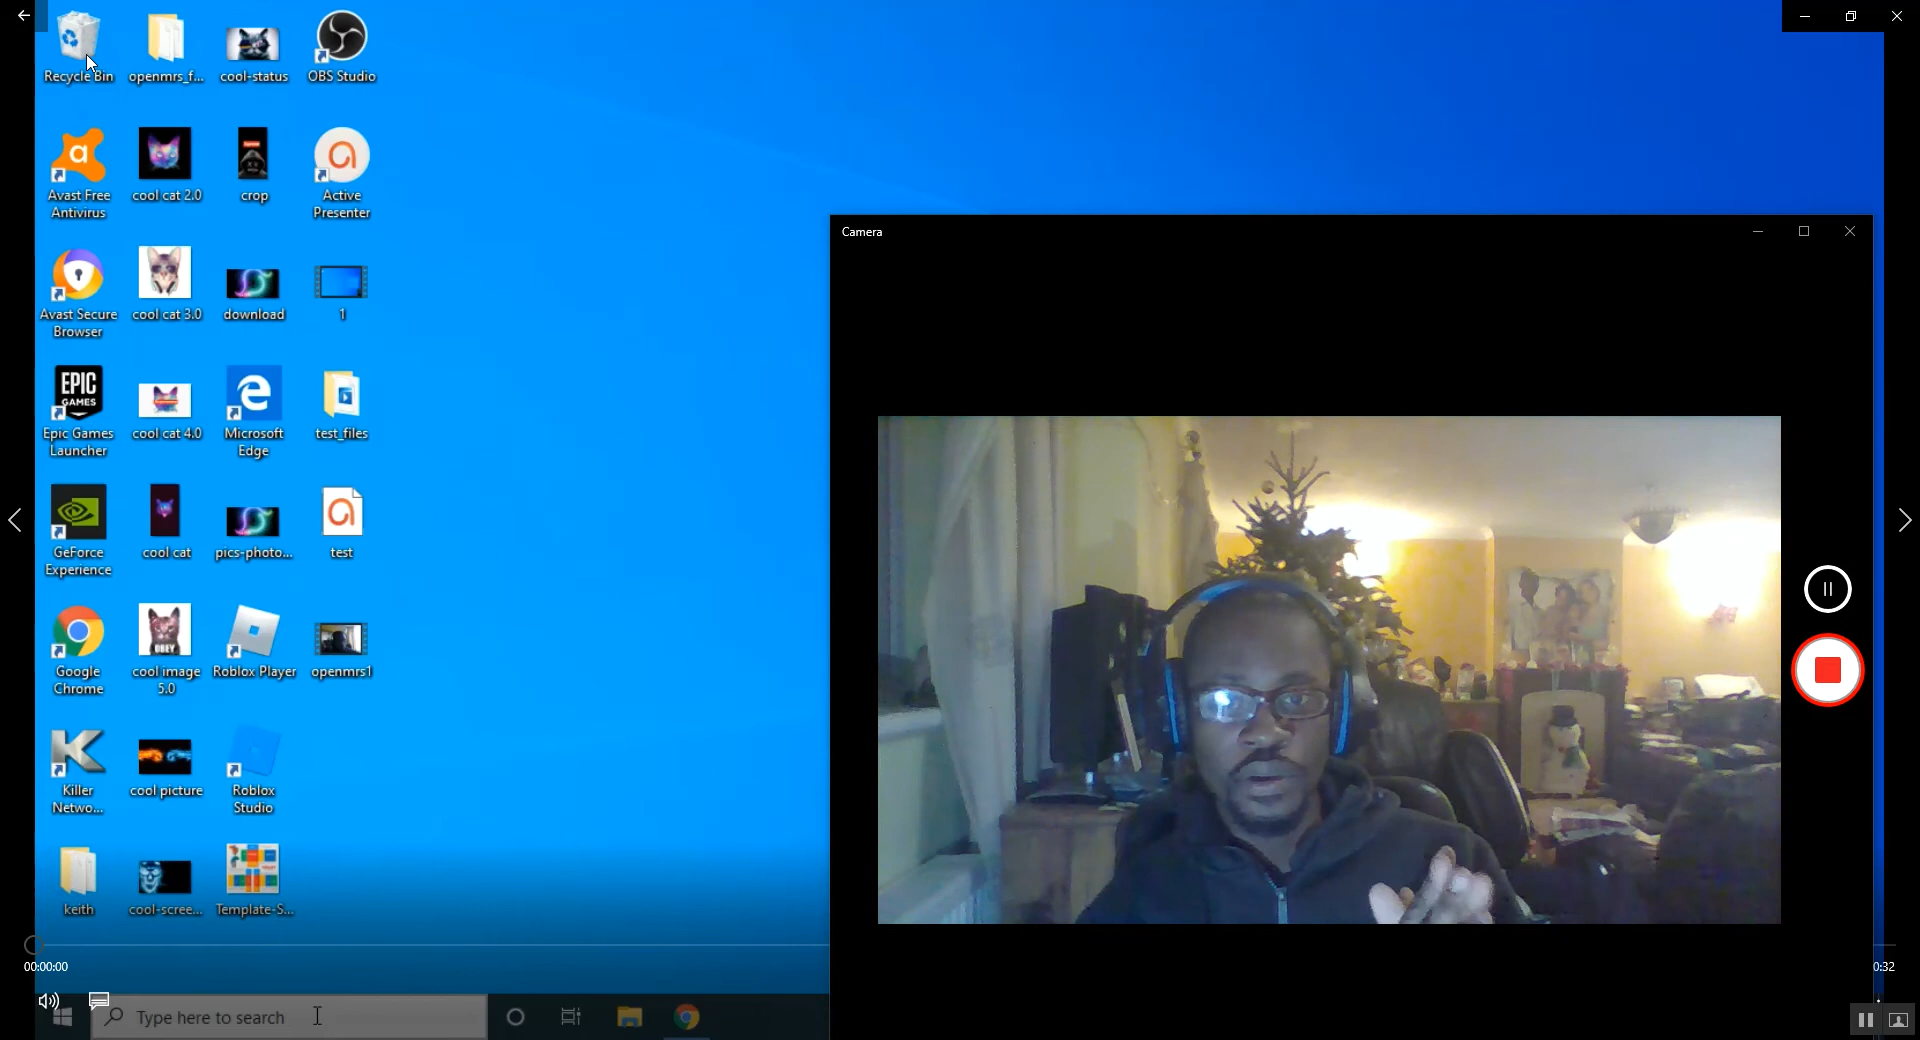 Recycle Bin
openmrs_f...
cool-status
OBS Studio
a
Avast Free
Antivirus
cool cat 2.0
crop
Active
Presenter
Avast Secure
Browser
cool cat 3.0
download
1
EPIC
GAMES
Epic Games
Launcher
cool cat 4.0
Microsoft
Edge
test_files
GeForce
Experience
cool cat
pics-photo...
test
Google
Chrome
OBEY
cool image
5.0
Roblox Player
openmrs1
K
Killer
Netwo...
cool picture
Roblox
Studio
keith
cool-scree...
Template-S...
Camera
00:00:00
0:32
Type here to search